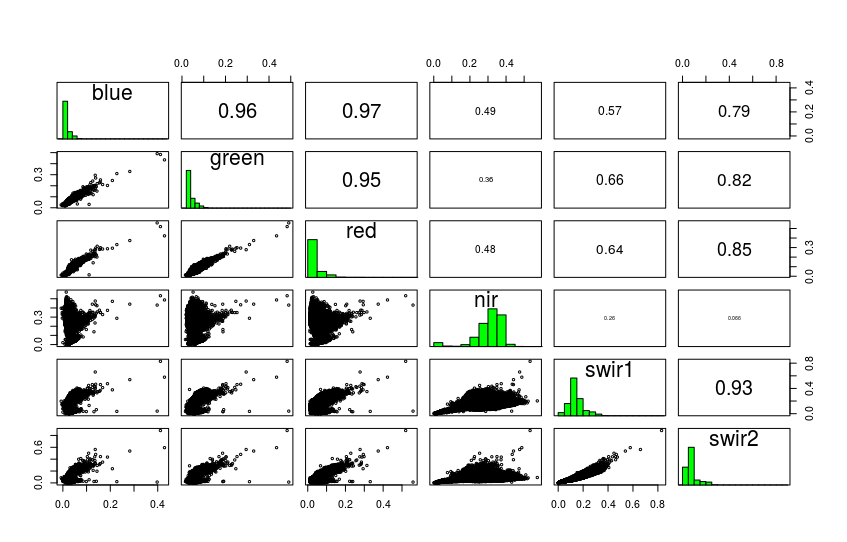 0.0 0.2 0.4 0.0 0.2 0.4 0.0 0.4 0.8
blue 0.96 0.97 0.49 0.57 0.79 0.0 0.2 0.4
0.0 0.3 green 0.95 0.36 0.66 0.82
red 0.48 0.64 0.85 0.0 0.3
0.0 0.3 nir 0.26 0.066
swir1 0.93 0.0 0.4 0.8
0.0 0.6 swir2
0.0 0.2 0.4 0.0 0.2 0.4 0.0 0.4 0.8